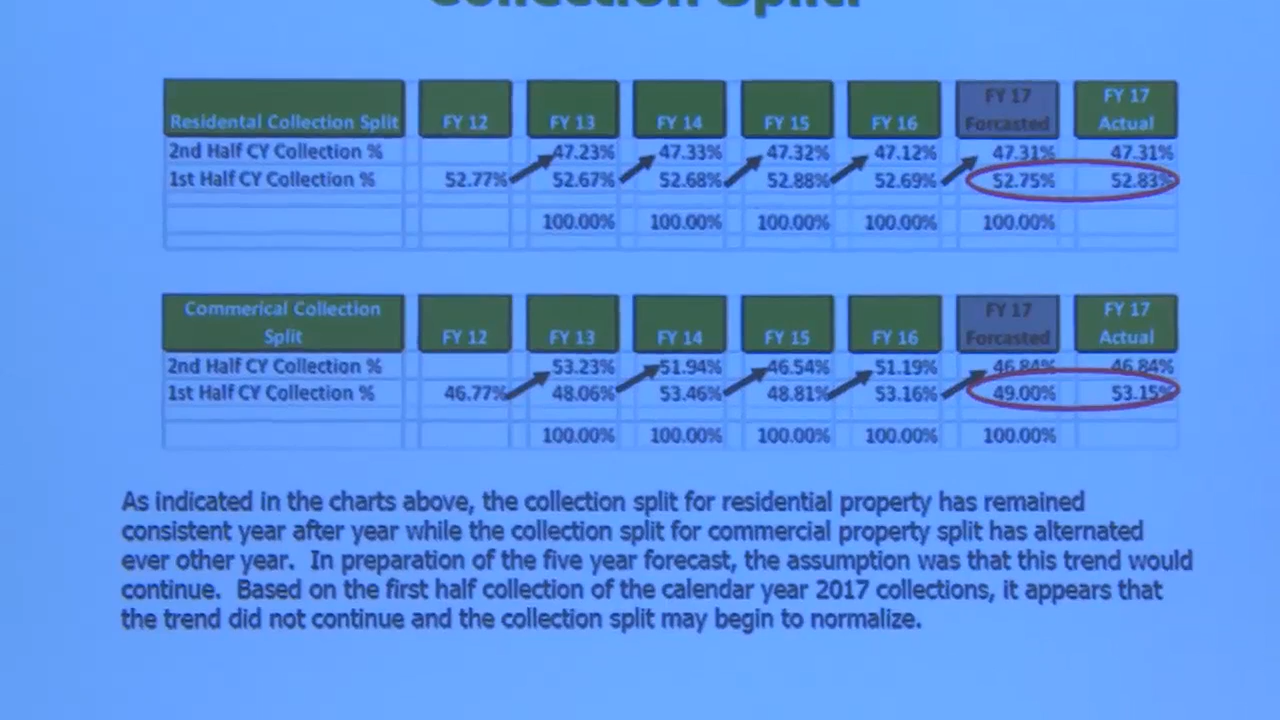 Collection Split:
FY 17 FY 17
Residental Collection Split FY 12 FY 13 FY 14 FY 15 FY 16 Forcasted Actual
2nd Half CY Collection % 47.23% 47.33% 47.32% 47.12% 47.31% 47.31%
1st Half CY Collection % 52.77% 52.67% 52.68% 52.88% 52.69% 52.75% 52.83%
100.00% 100.00% 100.00% 100.00% 100.00%
Commerical Collection FY 17 FY 17
Split FY 12 FY 13 FY 14 FY 15 FY 16 Forcasted Actual
2nd Half CY Collection % 53.23% 51.94% 46.54% 51.19% 46.84% 46.84%
1st Half CY Collection % 46.77% 48.06% 53.46% 48.81% 53.16% 49.00% 53.15%
100.00% 100.00% 100.00% 100.00% 100.00%
As indicated in the charts above, the collection split for residential property has remained
consistent year after year while the collection split for commercial property split has alternated
ever other year. In preparation of the five year forecast, the assumption was that this trend would
continue. Based on the first half collection of the calendar year 2017 collections, it appears that
the trend did not continue and the collection split may begin to normalize.